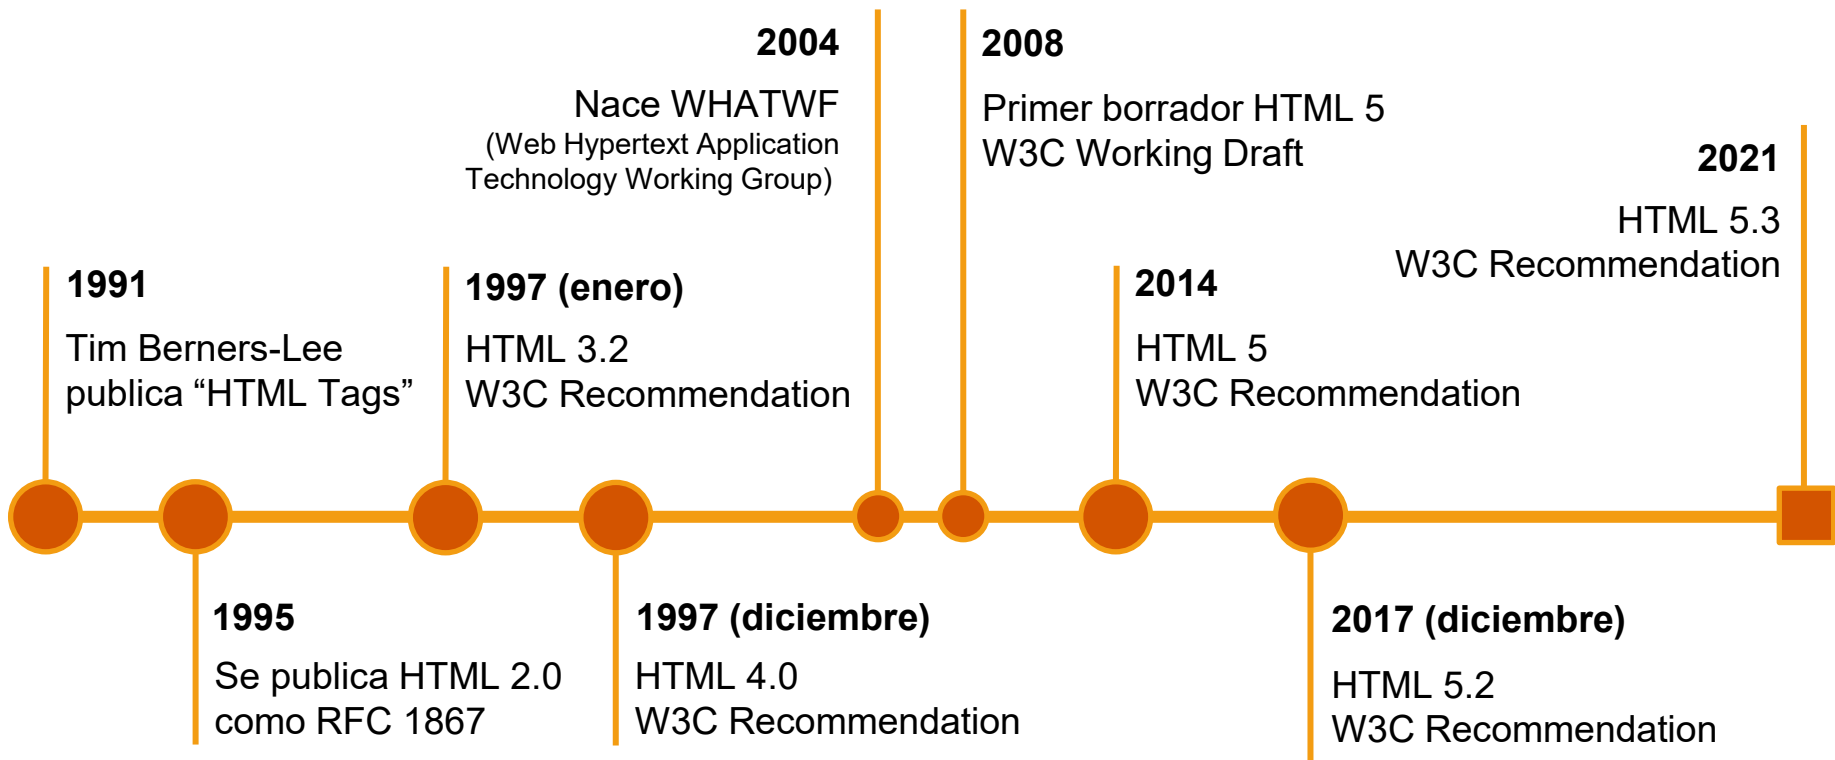 1991
Tim Berners-Lee
publica “HTML Tags”
1995
Se publica HTML 2.0
como RFC 1867
1997 (enero)
HTML 3.2
W3C Recommendation
1997 (diciembre)
HTML 4.0
W3C Recommendation
2004
Nace WHATWF
(Web Hypertext Application
Technology Working Group)
2008
Primer borrador HTML 5
W3C Working Draft
2014
HTML 5
W3C Recommendation
2017 (diciembre)
HTML 5.2
W3C Recommendation
2021
HTML 5.3
W3C Recommendation